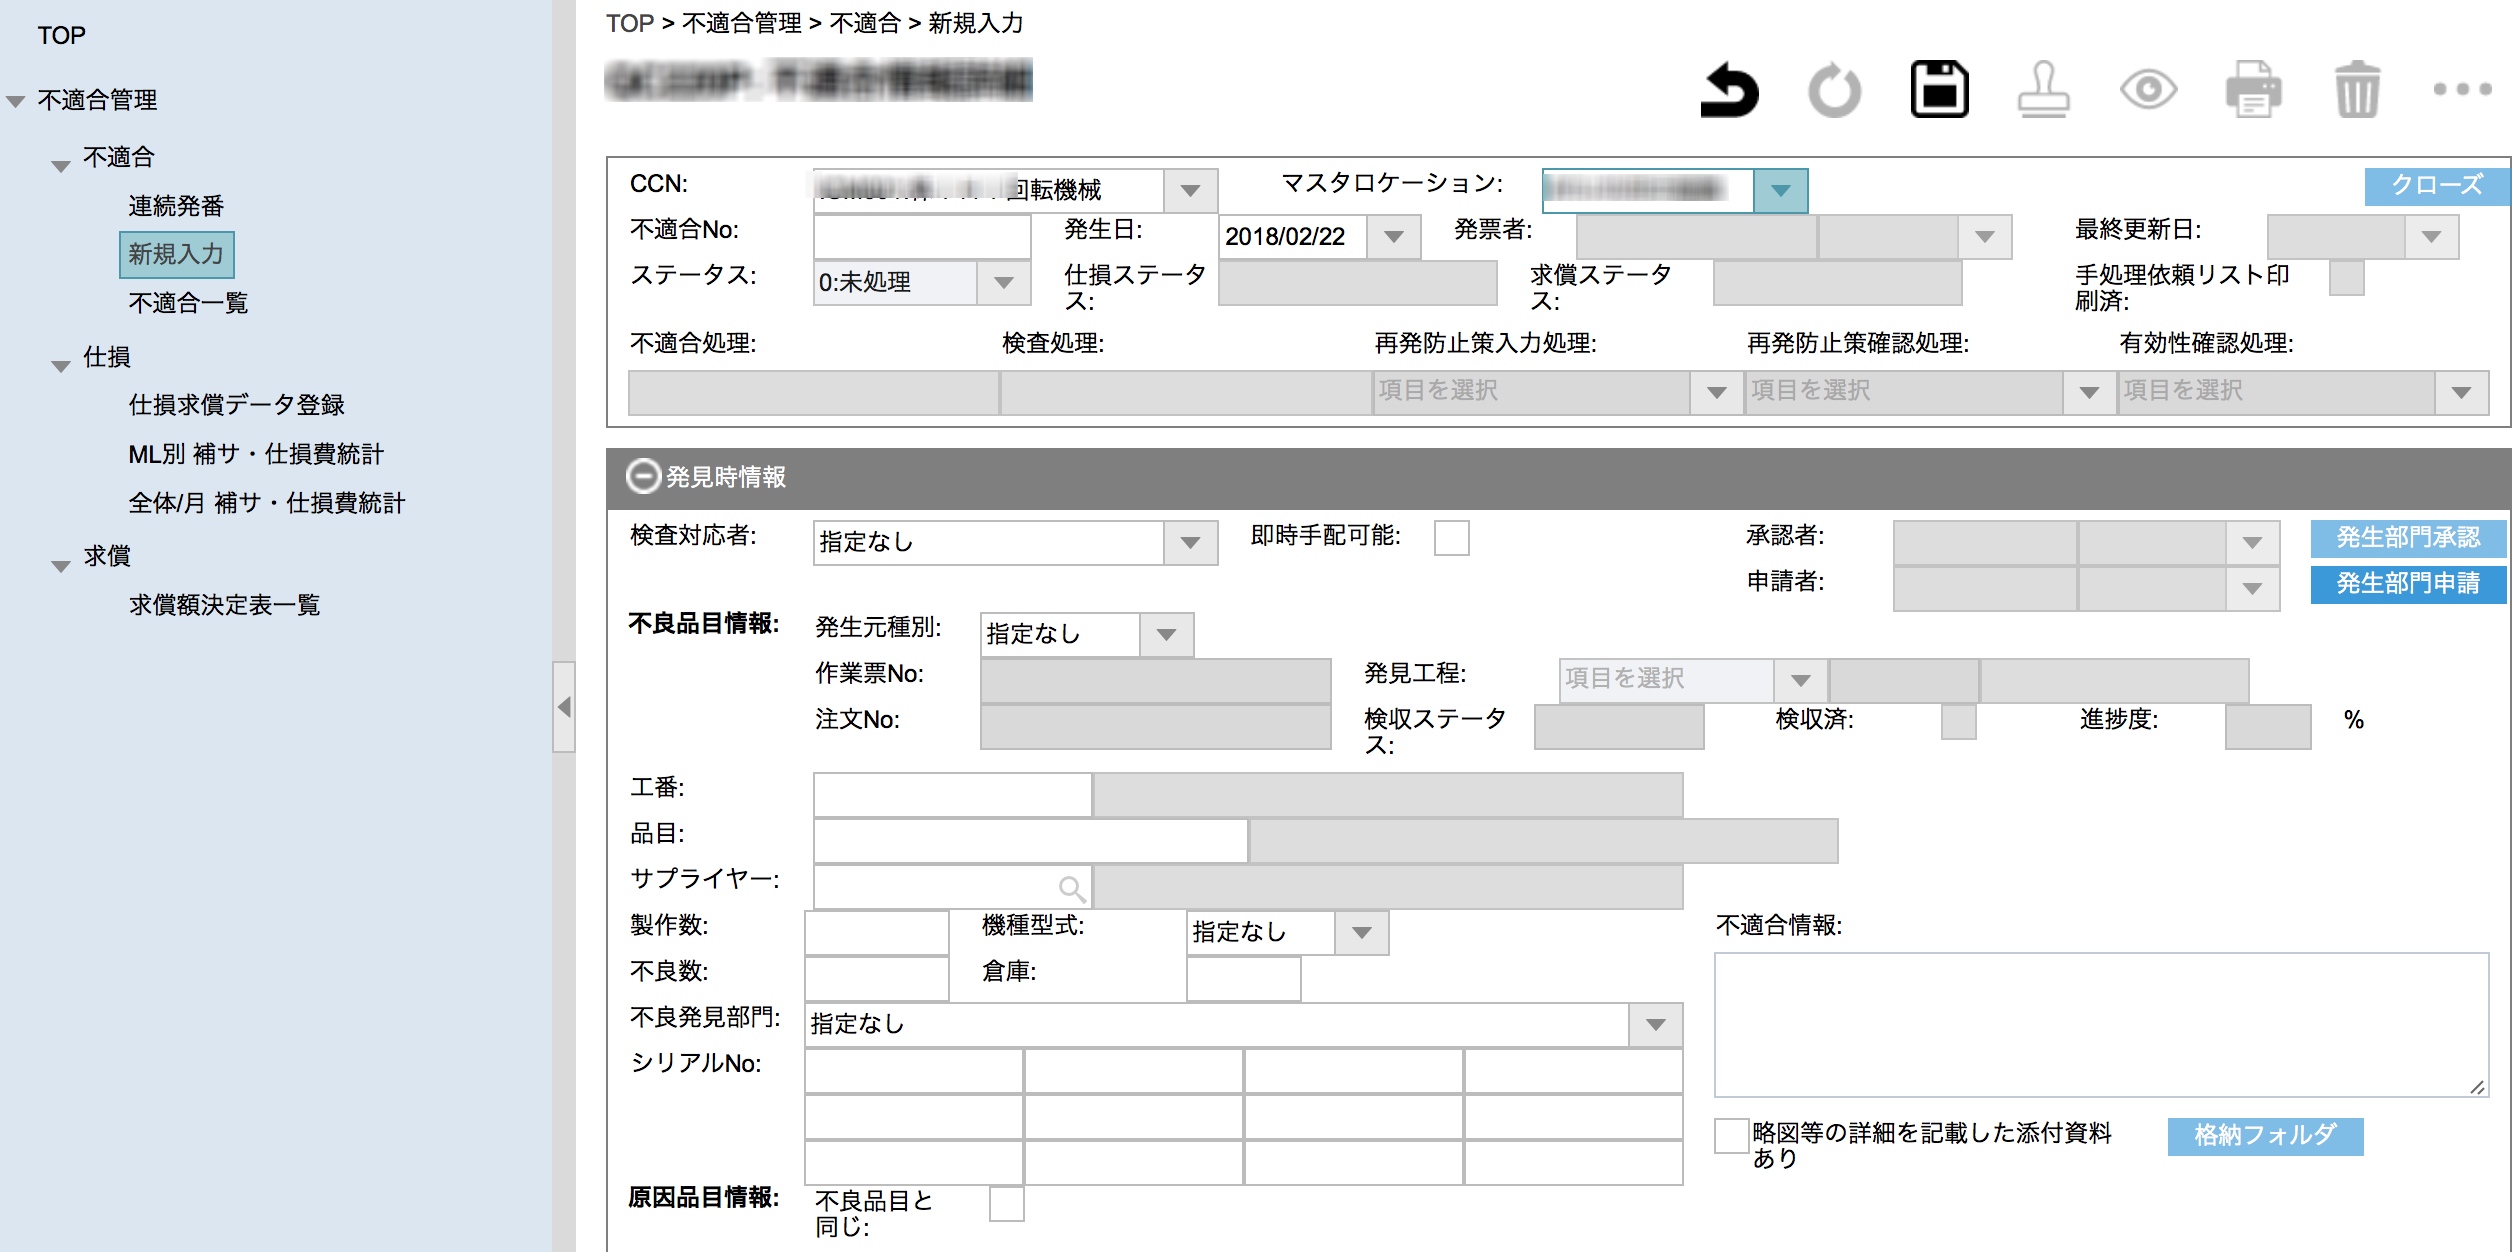 TOP
不適合管理
不適合
連続発番
新規入力
不適合一覧
仕損
仕損求償データ登録
ML別 補サ・仕損費統計
全体/月 補サ・仕損費統計
求償
求償額決定表一覧
TOP > 不適合管理 > 不適合 > 新規入力
CCN: 回転機械 マスタロケーション: クローズ
不適合No: 発生日: 2018/02/22 発票者: 最終更新日:
ステータス: 0:未処理 仕損ステータス: 求償ステータス: 手処理依頼リスト印刷済:
不適合処理: 検査処理: 再発防止策入力処理: 再発防止策確認処理: 有効性確認処理:
項目を選択 項目を選択 項目を選択
発見時情報
検査対応者: 指定なし 即時手配可能: 承認者: 発生部門承認
申請者: 発生部門申請
不良品目情報: 発生元種別: 指定なし
作業票No: 発見工程: 項目を選択
注文No: 検収ステータス: 検収済: 進捗度: %
工番:
品目:
サプライヤー:
製作数: 機種型式: 指定なし 不適合情報:
不良数: 倉庫:
不良発見部門: 指定なし
シリアルNo:
略図等の詳細を記載した添付資料あり 格納フォルダ
原因品目情報: 不良品目と同じ: